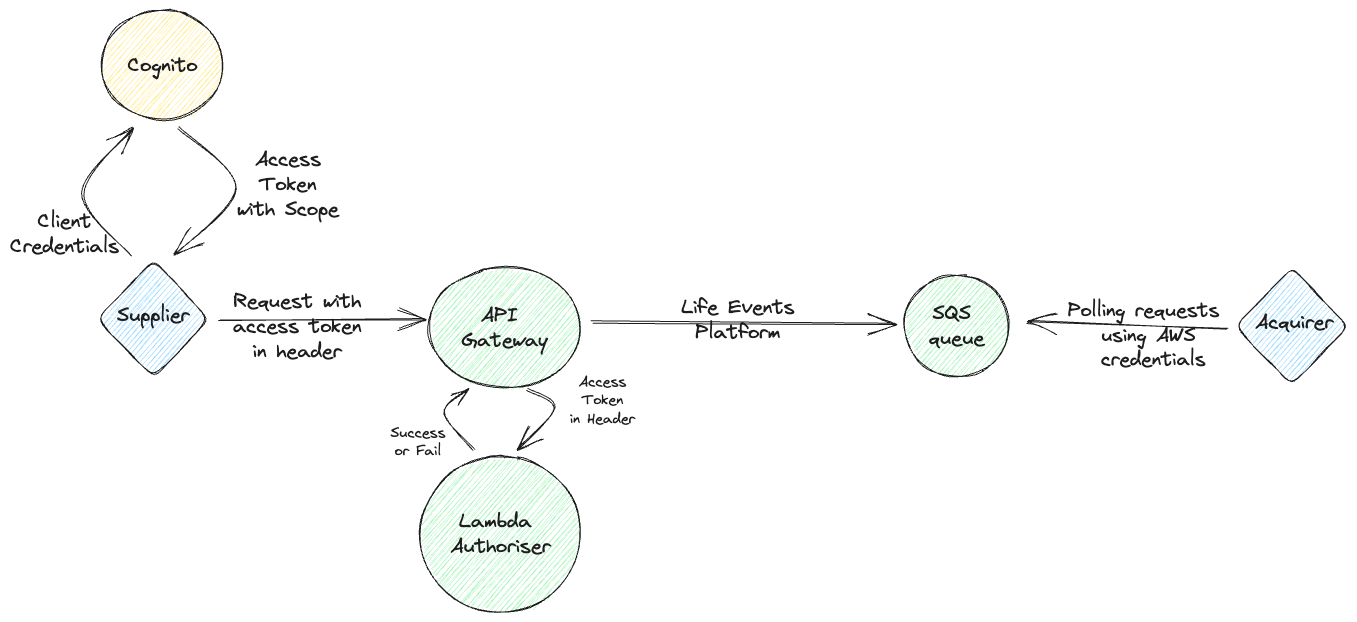 Cognito
Access
Token
with Scope
Client
Credentials
Supplier
Request with
access token
in header
API
Gateway
Life Events
Platform
SQS
queue
Polling requests
using AWS
credentials
Acquirer
Access
Token
in Header
Success
or Fail
Lambda
Authoriser